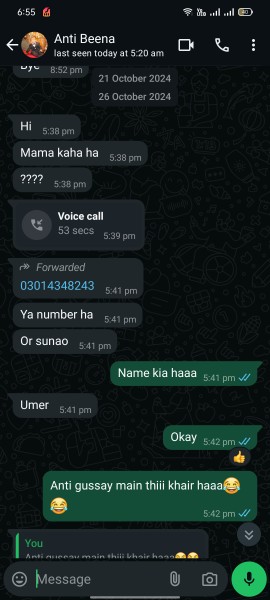 6:55
Anti Beena
last seen today at 5:20 am
Bye 8:52 pm
21 October 2024
26 October 2024
Hi 5:38 pm
Mama kaha ha 5:38 pm
???? 5:38 pm
Voice call
53 secs 5:39 pm
Forwarded
03014348243 5:41 pm
Ya number ha 5:41 pm
Or sunao 5:41 pm
Name kia haaa 5:41 pm
Umer 5:41 pm
Okay 5:42 pm
👍
Anti gussay main thiii khair haaa😂
😂 5:42 pm
You
Anti gussay main thiii khair haaa😂😂
Message